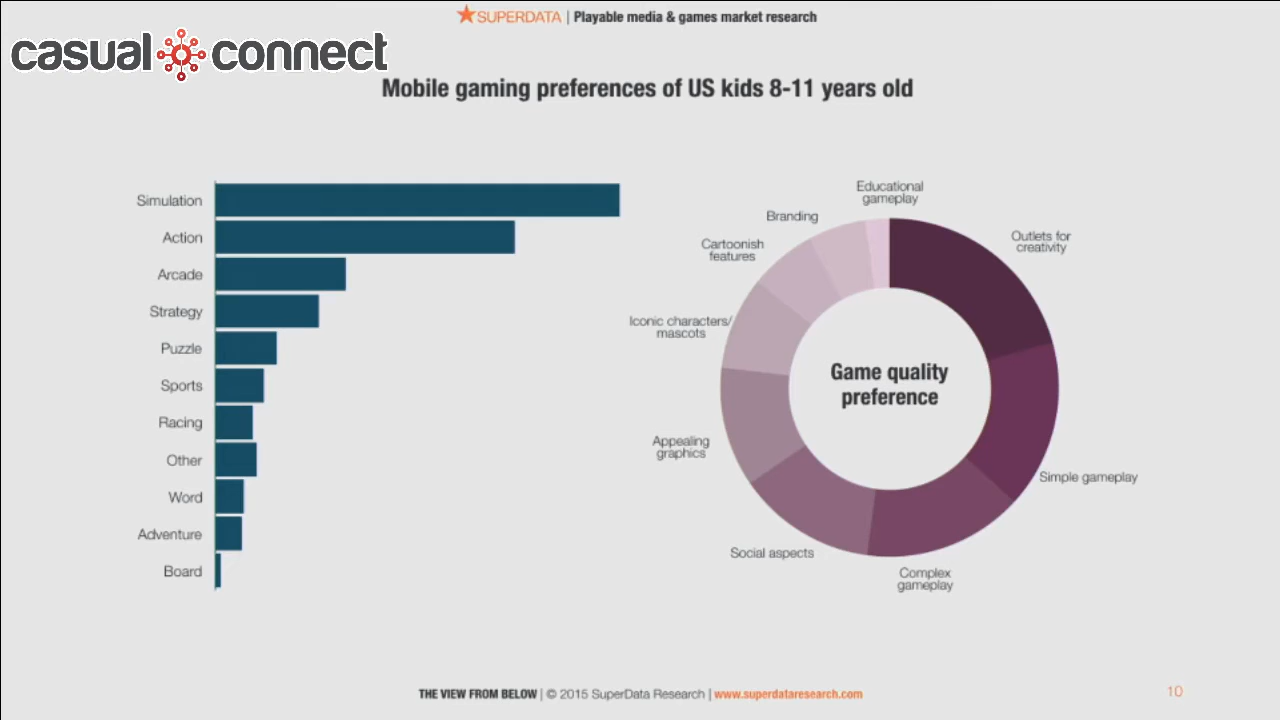 SUPERDATA | Playable media & games market research
casual connect
Mobile gaming preferences of US kids 8-11 years old
Simulation
Action
Arcade
Strategy
Puzzle
Sports
Racing
Other
Word
Adventure
Board
Educational
gameplay
Branding
Outlets for
creativity
Cartoonish
features
Iconic characters/
mascots
Game quality
preference
Appealing
graphics
Simple gameplay
Social aspects
Complex
gameplay
THE VIEW FROM BELOW | © 2015 SuperData Research | www.superdataresearch.com
10